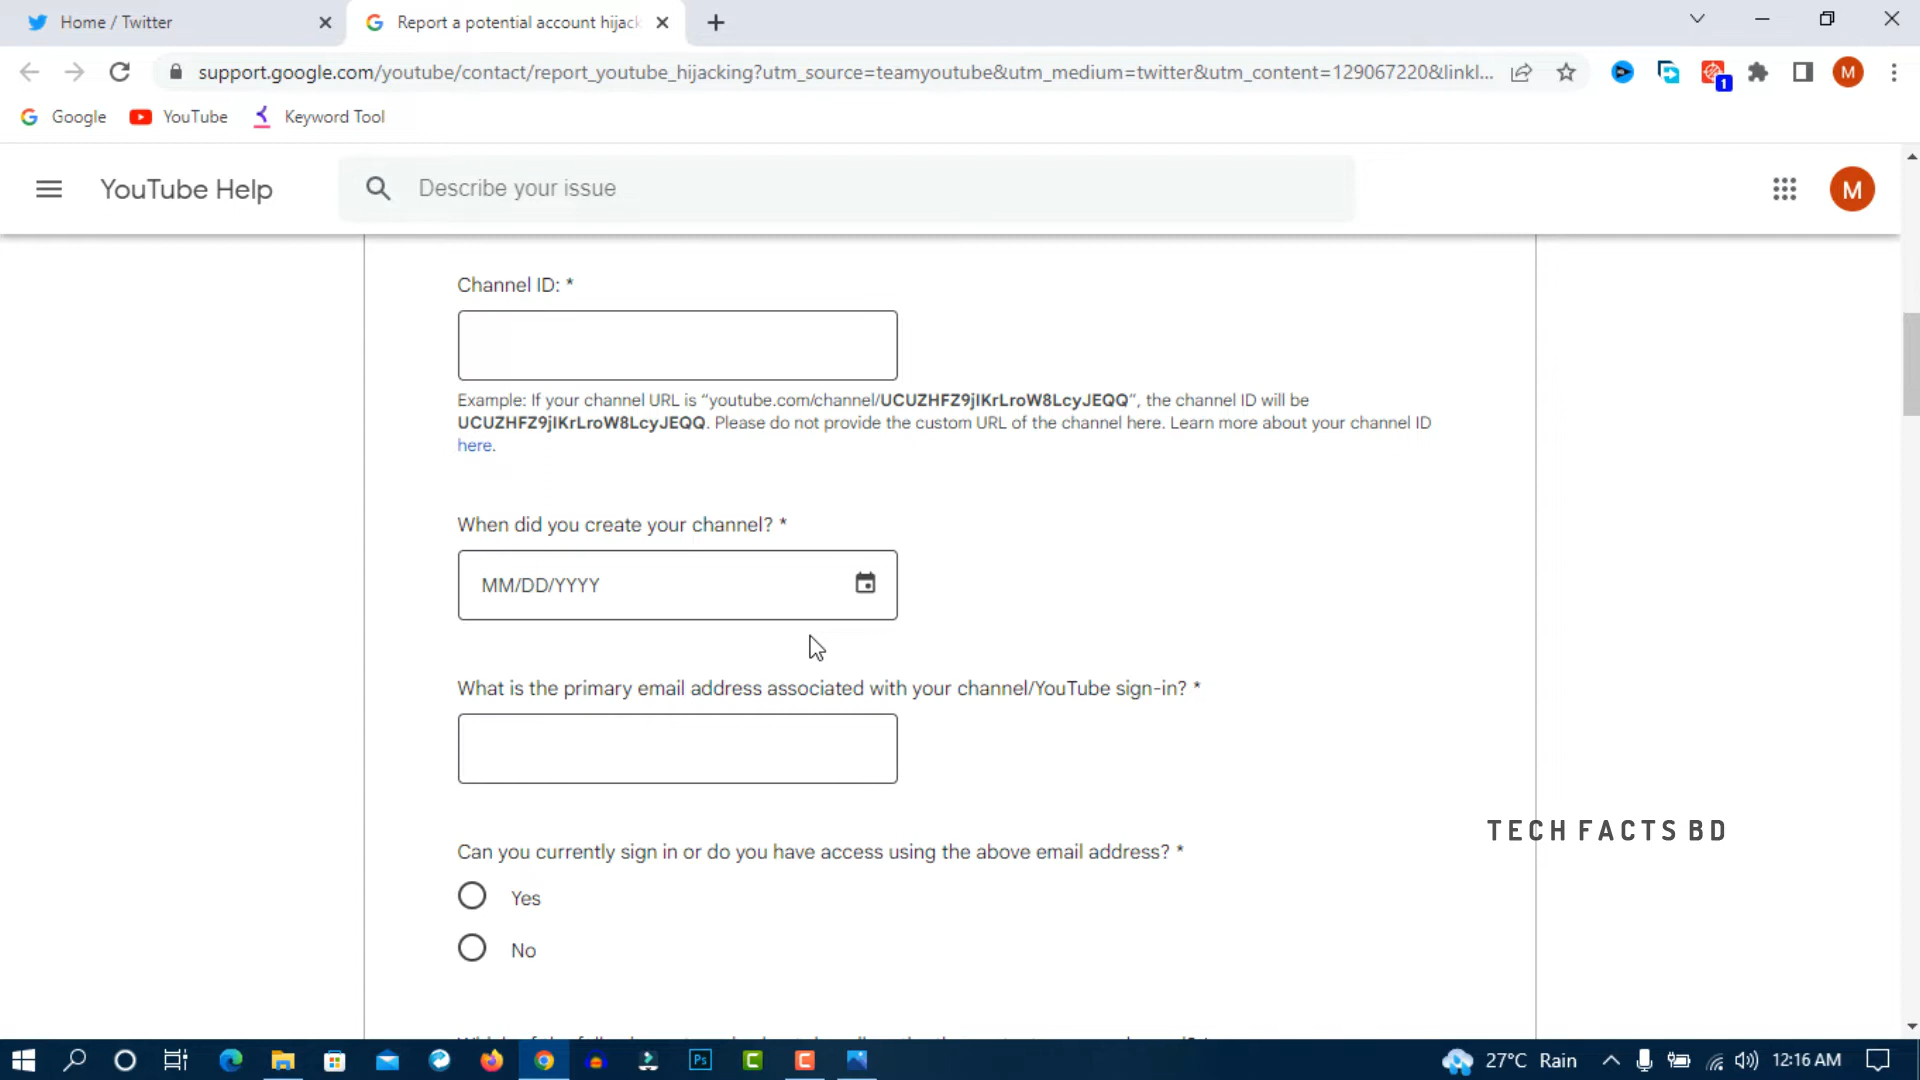 Home / Twitter
Report a potential account hijack
support.google.com/youtube/contact/report_youtube_hijacking?utm_source=teamyoutube&utm_medium=twitter&utm_content=129067220&linkl...
1
M
Google
YouTube
Keyword Tool
YouTube Help
Describe your issue
M
Channel ID: *
Example: If your channel URL is “youtube.com/channel/UCUZHFZ9jIKrLroW8LcyJEQQ”, the channel ID will be
UCUZHFZ9jIKrLroW8LcyJEQQ. Please do not provide the custom URL of the channel here. Learn more about your channel ID
here.
When did you create your channel? *
MM/DD/YYYY
What is the primary email address associated with your channel/YouTube sign-in? *
TECH FACTS BD
Can you currently sign in or do you have access using the above email address? *
Yes
No
Ps
27°C Rain
12:16 AM